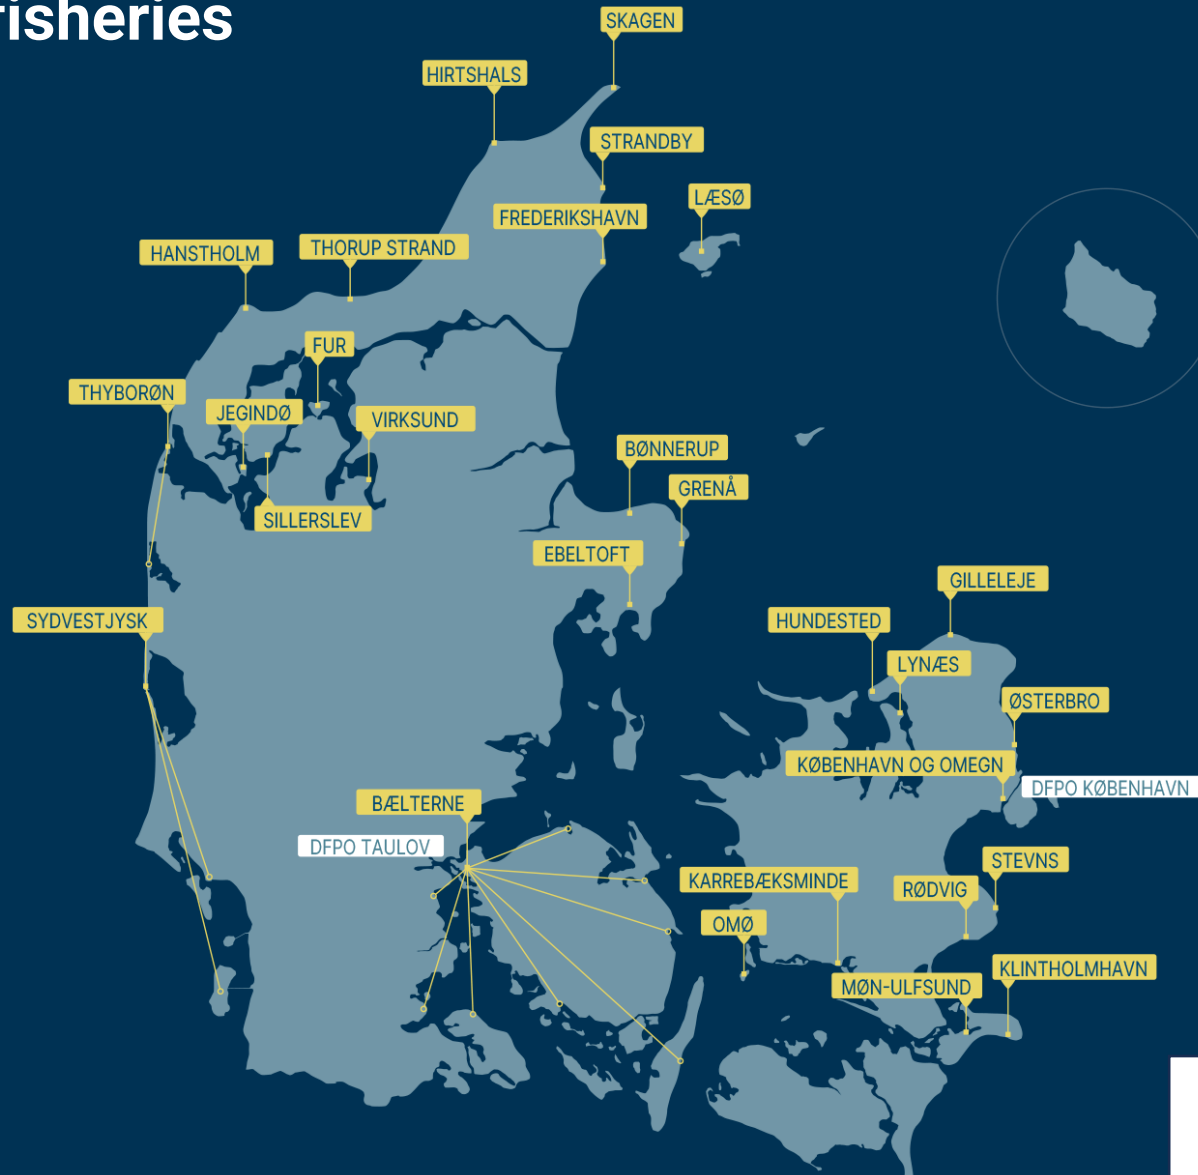 fisheries
SKAGEN
HIRTSHALS
STRANDBY
LÆSØ
FREDERIKSHAVN
THORUP STRAND
HANSTHOLM
FUR
THYBORØN
JEGINDØ
VIRKSUND
BØNNERUP
GRENÅ
SILLERSLEV
EBELTOFT
GILLELEJE
SYDVESTJYSK
HUNDESTED
LYNÆS
ØSTERBRO
KØBENHAVN OG OMEGN
DFPO KØBENHAVN
BÆLTERNE
DFPO TAULOV
STEVNS
KARREBÆKSMINDE
RØDVIG
OMØ
KLINTHOLMHAVN
MØN-ULFSUND